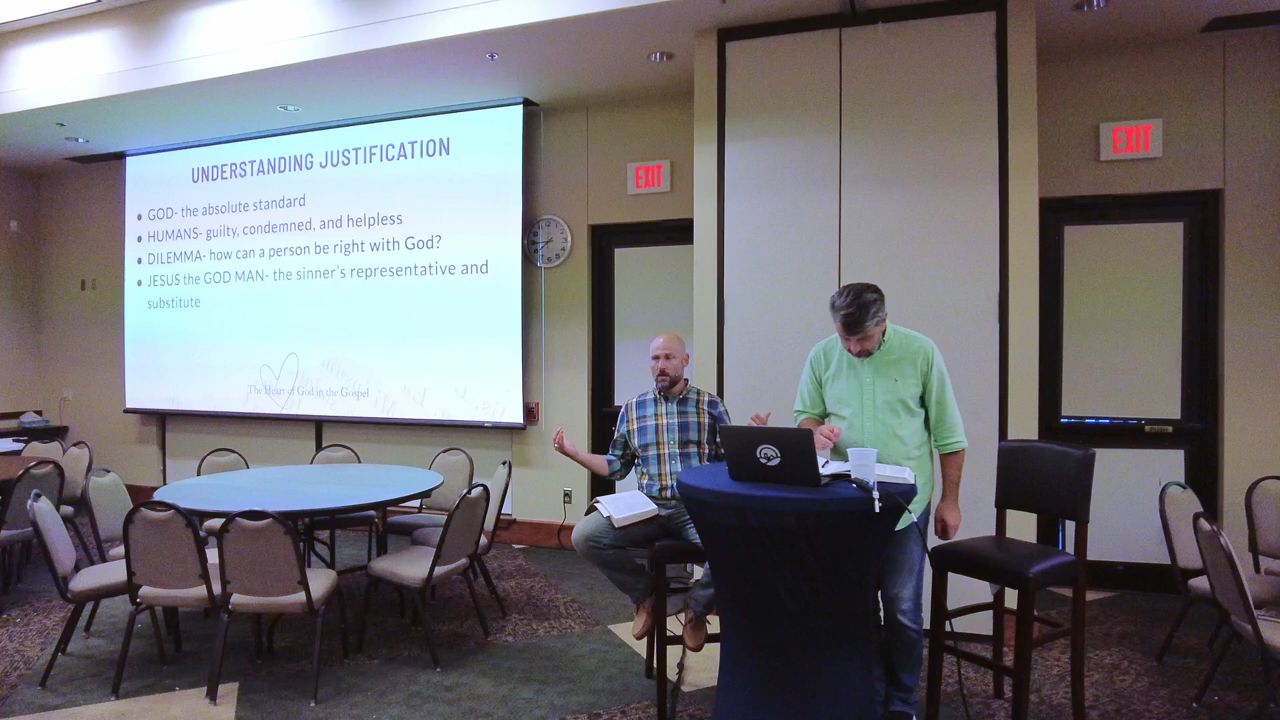 UNDERSTANDING JUSTIFICATION
GOD- the absolute standard
HUMANS- guilty, condemned, and helpless
DILEMMA- how can a person be right with God?
JESUS the GOD MAN- the sinner's representative and
substitute
The Heart of God in the Gospel
EXIT
EXIT